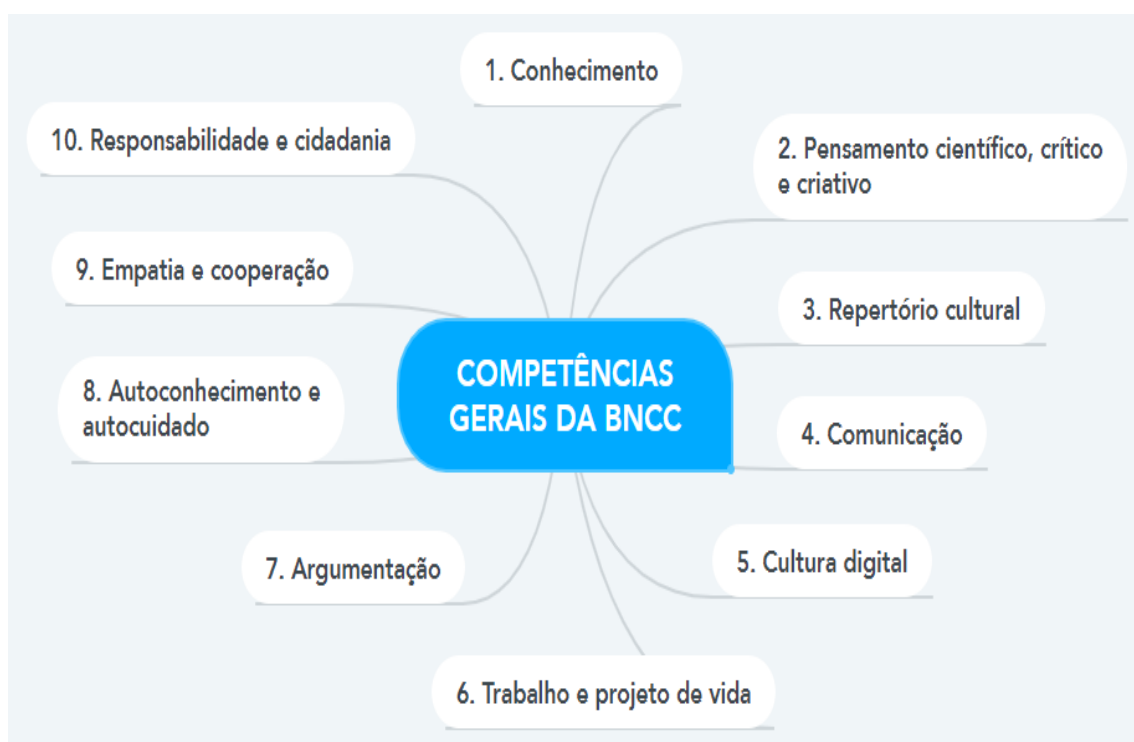 COMPETÊNCIAS
GERAIS DA BNCC
1. Conhecimento
2. Pensamento científico, crítico
e criativo
3. Repertório cultural
4. Comunicação
5. Cultura digital
6. Trabalho e projeto de vida
7. Argumentação
8. Autoconhecimento e
autocuidado
9. Empatia e cooperação
10. Responsabilidade e cidadania